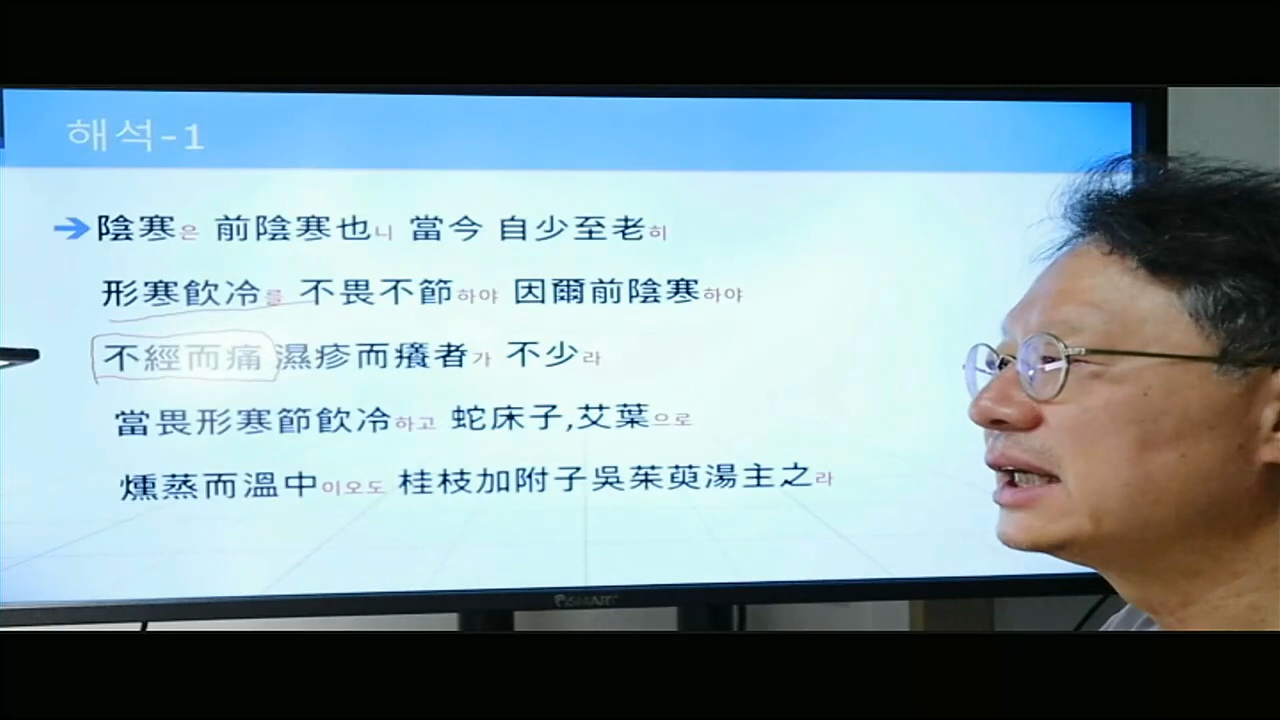 해석-1
➔陰寒은 前陰寒也니 當今 自少至老히
形寒飮冷를 不畏不節하야 因爾前陰寒하야
不經而痛 濕疹而癢者가 不少라
當畏形寒節飮冷하고 蛇床子,艾葉으로
燻蒸而溫中이오도 桂枝加附子吳茱萸湯主之라
SMART